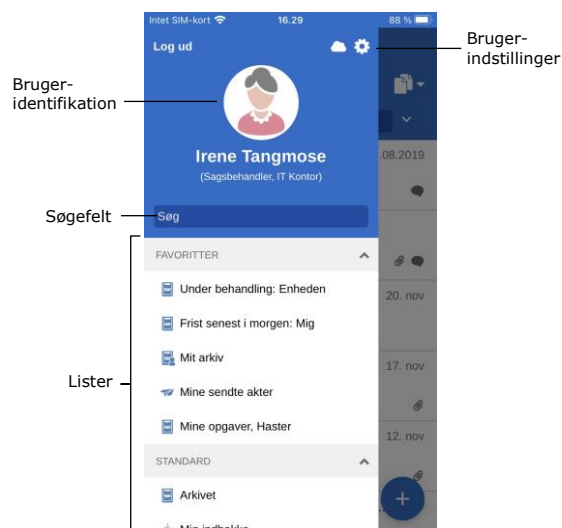 Intet SIM-kort 16.29 88 %
Log ud
Bruger-
indstillinger
Bruger-
identifikation
Irene Tangmose
(Sagsbehandler, IT Kontor)
.08.2019
Søgefelt
Søg
FAVORITTER
Under behandling: Enheden
20. nov
Frist senest i morgen: Mig
Mit arkiv
17. nov
Lister
Mine sendte akter
Mine opgaver, Haster
12. nov
STANDARD
Arkivet
Min indbakke